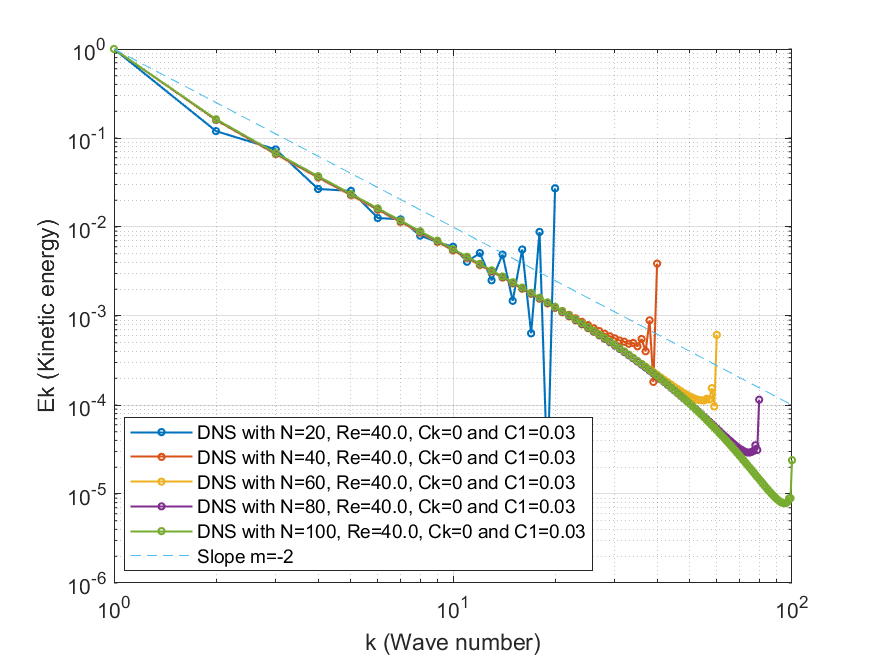 10^0
10^-1
10^-2
10^-3
10^-4
10^-5
10^-6
Ek (Kinetic energy)
DNS with N=20, Re=40.0, Ck=0 and C1=0.03
DNS with N=40, Re=40.0, Ck=0 and C1=0.03
DNS with N=60, Re=40.0, Ck=0 and C1=0.03
DNS with N=80, Re=40.0, Ck=0 and C1=0.03
DNS with N=100, Re=40.0, Ck=0 and C1=0.03
Slope m=-2
10^0 10^1 10^2
k (Wave number)